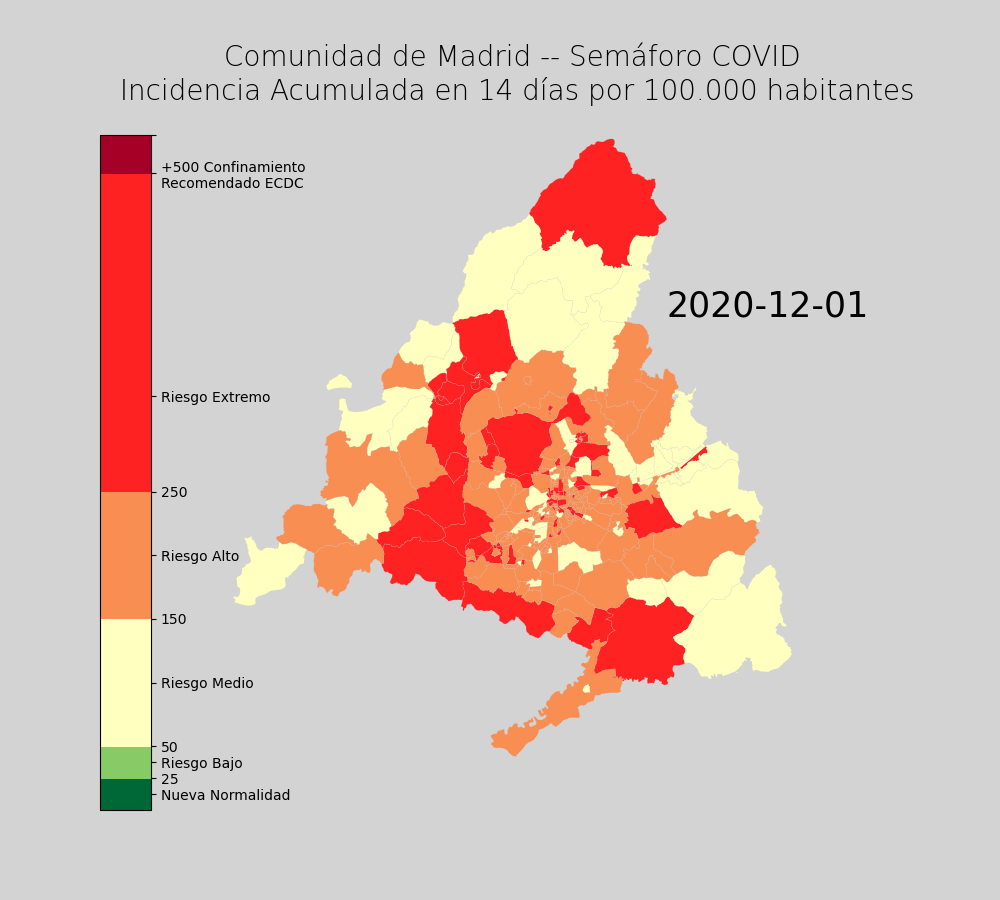 Comunidad de Madrid -- Semáforo COVID
Incidencia Acumulada en 14 días por 100.000 habitantes
+500 Confinamiento
Recomendado ECDC
2020-12-01
Riesgo Extremo
250
Riesgo Alto
150
Riesgo Medio
50
Riesgo Bajo
25
Nueva Normalidad